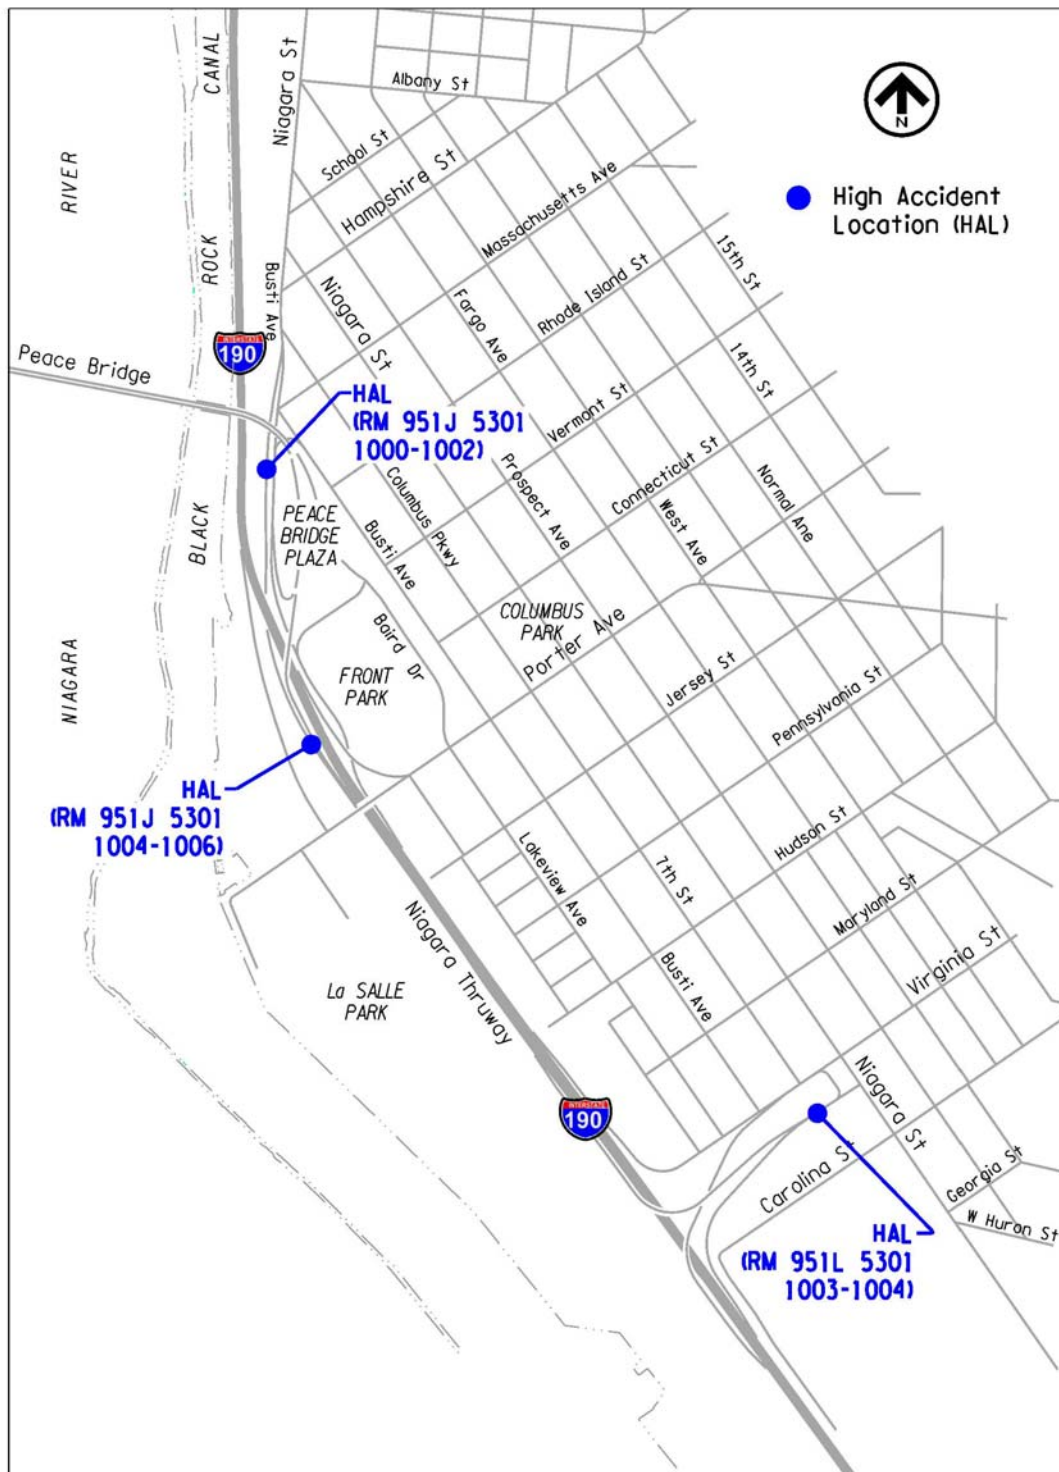 CANAL
Niagara St
Albany St
N
School St
RIVER
Hampshire St
Massachusetts Ave
High Accident
Location (HAL)
ROCK
Busti Ave
Niagara St
Fargo Ave
Rhode Island St
15th St
INTERSTATE
190
Peace Bridge
14th St
HAL
(RM 951J 5301
1000-1002)
Vermont St
Connecticut St
BLACK
PEACE
BRIDGE
PLAZA
Columbus Pkwy
Busti Ave
Prospect Ave
West Ave
Normal Ane
NIAGARA
COLUMBUS
PARK
Porter Ave
Baird Dr
FRONT
PARK
Jersey St
Pennsylvania St
HAL
(RM 951J 5301
1004-1006)
Lakeview Ave
7th St
Hudson St
Maryland St
Virginia St
Niagara Thruway
Busti Ave
La SALLE
PARK
INTERSTATE
190
Niagara St
Carolina St
Georgia St
W Huron St
HAL
(RM 951L 5301
1003-1004)